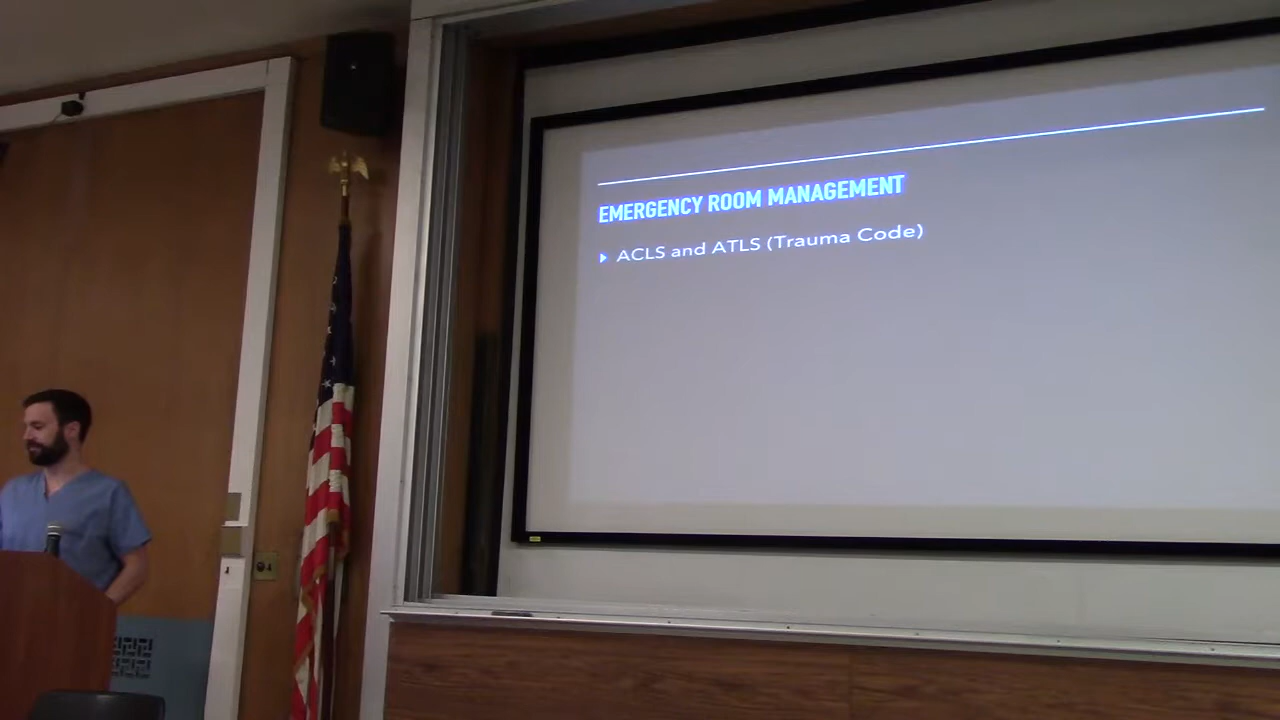 EMERGENCY ROOM MANAGEMENT
ACLS and ATLS (Trauma Code)